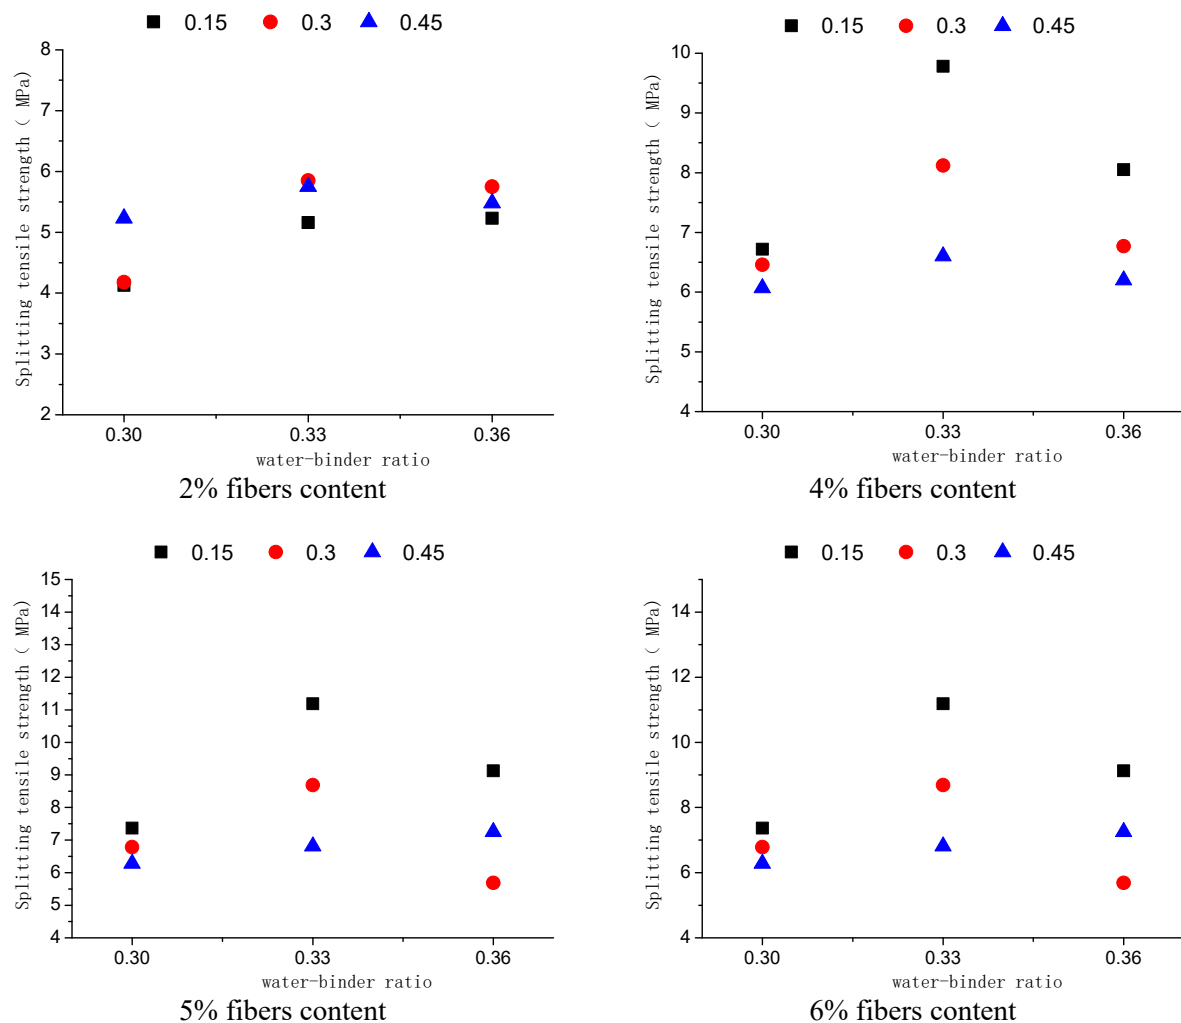 0.15 0.3 0.45
8
7
6
5
4
3
2
Splitting tensile strength ( MPa)
0.30 0.33 0.36
water-binder ratio
2% fibers content
0.15 0.3 0.45
10
9
8
7
6
5
4
Splitting tensile strength ( MPa)
0.30 0.33 0.36
water-binder ratio
4% fibers content
0.15 0.3 0.45
15
14
13
12
11
10
9
8
7
6
5
4
Splitting tensile strength ( MPa)
0.30 0.33 0.36
water-binder ratio
5% fibers content
0.15 0.3 0.45
14
12
10
8
6
4
Splitting tensile strength ( MPa)
0.30 0.33 0.36
water-binder ratio
6% fibers content